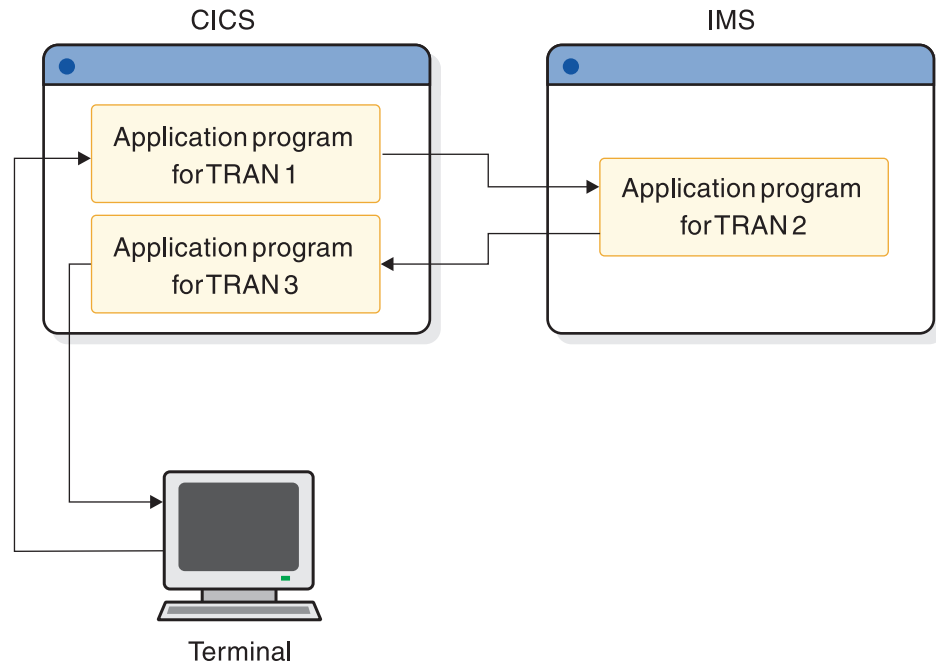 CICS
IMS
Application program
for TRAN 1
Application program
for TRAN 2
Application program
for TRAN 3
Terminal